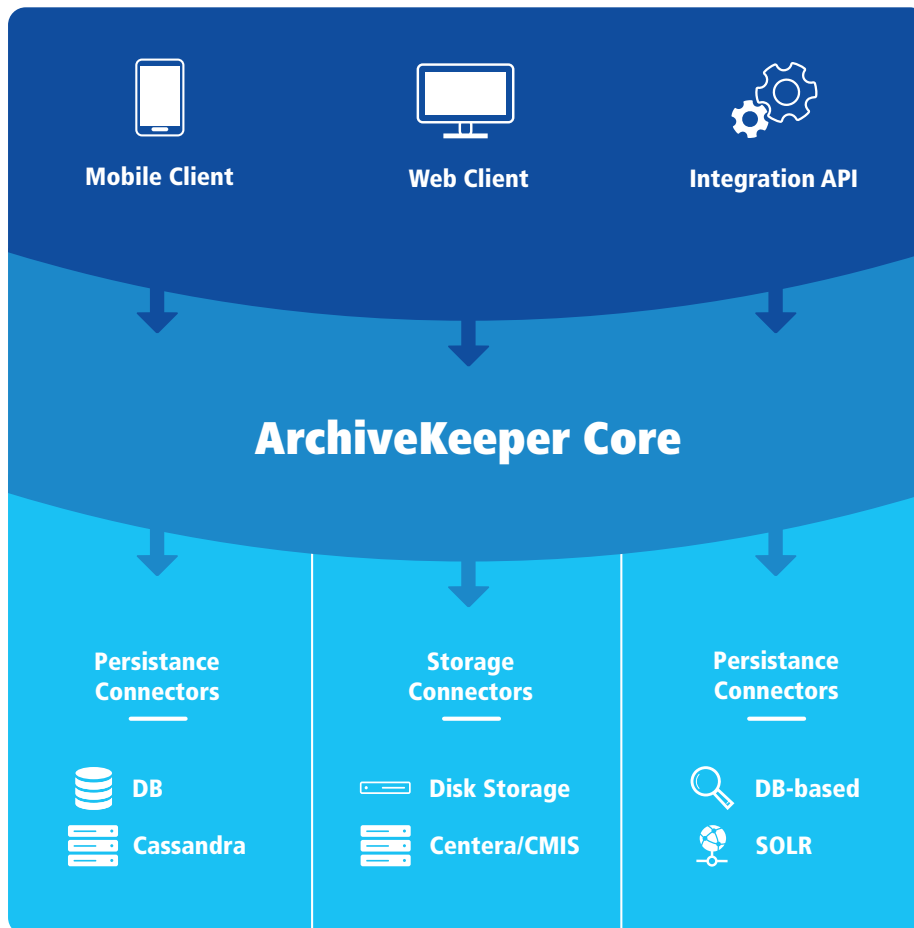 Mobile Client
Web Client
Integration API
ArchiveKeeper Core
Persistance
Connectors
DB
Cassandra
Storage
Connectors
Disk Storage
Centera/CMIS
Persistance
Connectors
DB-based
SOLR